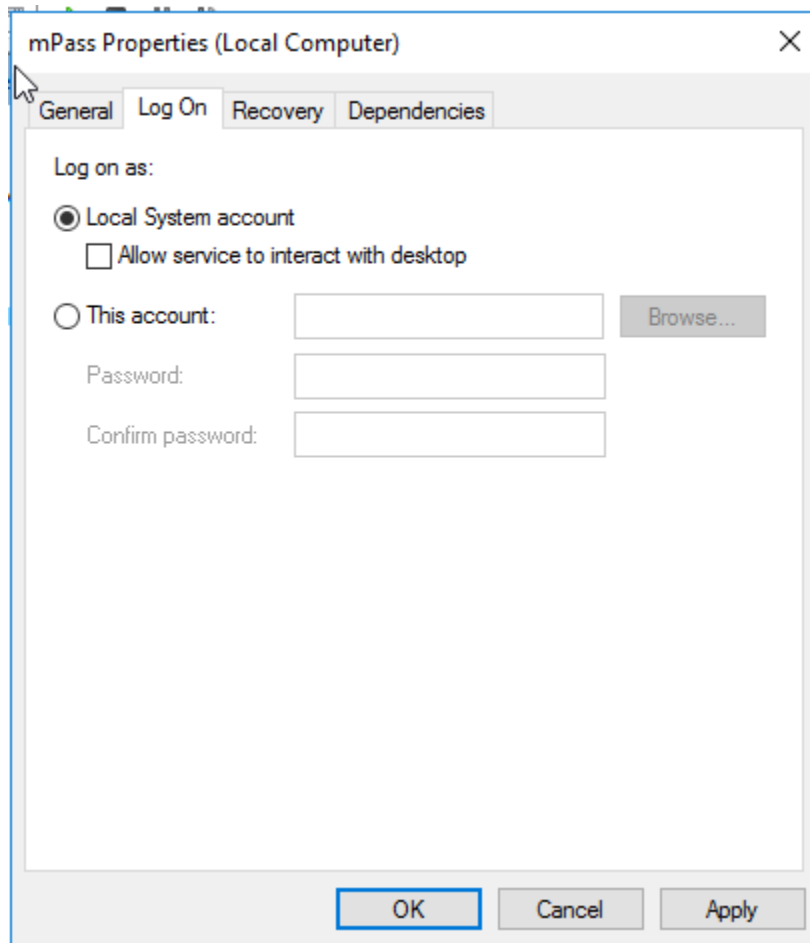 mPass Properties (Local Computer)
General Log On Recovery Dependencies
Log on as:
Local System account
Allow service to interact with desktop
This account: Browse...
Password:
Confirm password:
OK Cancel Apply